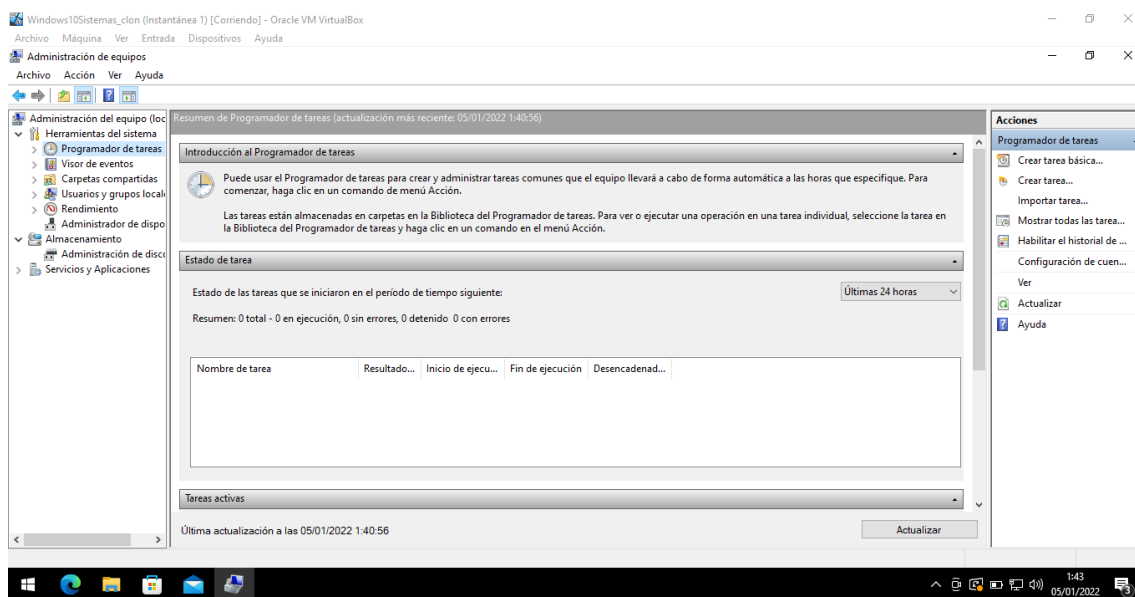 Windows10Sistemas_clon (Instantánea 1) [Corriendo] - Oracle VM VirtualBox
Archivo Máquina Ver Entrada Dispositivos Ayuda
Administración de equipos
Archivo Acción Ver Ayuda
Administración del equipo (loc
Herramientas del sistema
Programador de tareas
Visor de eventos
Carpetas compartidas
Usuarios y grupos locale
Rendimiento
Administrador de dispo
Almacenamiento
Administración de disco
Servicios y Aplicaciones
Resumen de Programador de tareas (actualización más reciente: 05/01/2022 1:40:56)
Introducción al Programador de tareas
Puede usar el Programador de tareas para crear y administrar tareas comunes que el equipo llevará a cabo de forma automática a las horas que especifique. Para
comenzar, haga clic en un comando de menú Acción.
Las tareas están almacenadas en carpetas en la Biblioteca del Programador de tareas. Para ver o ejecutar una operación en una tarea individual, seleccione la tarea en
la Biblioteca del Programador de tareas y haga clic en un comando en el menú Acción.
Estado de tarea
Estado de las tareas que se iniciaron en el período de tiempo siguiente: Últimas 24 horas
Resumen: 0 total - 0 en ejecución, 0 sin errores, 0 detenido 0 con errores
Nombre de tarea Resultado... Inicio de ejecu... Fin de ejecución Desencadenad...
Tareas activas
Última actualización a las 05/01/2022 1:40:56 Actualizar
Acciones
Programador de tareas
Crear tarea básica...
Crear tarea...
Importar tarea...
Mostrar todas las tarea...
Habilitar el historial de ...
Configuración de cuen...
Ver
Actualizar
Ayuda
1:43
05/01/2022
3